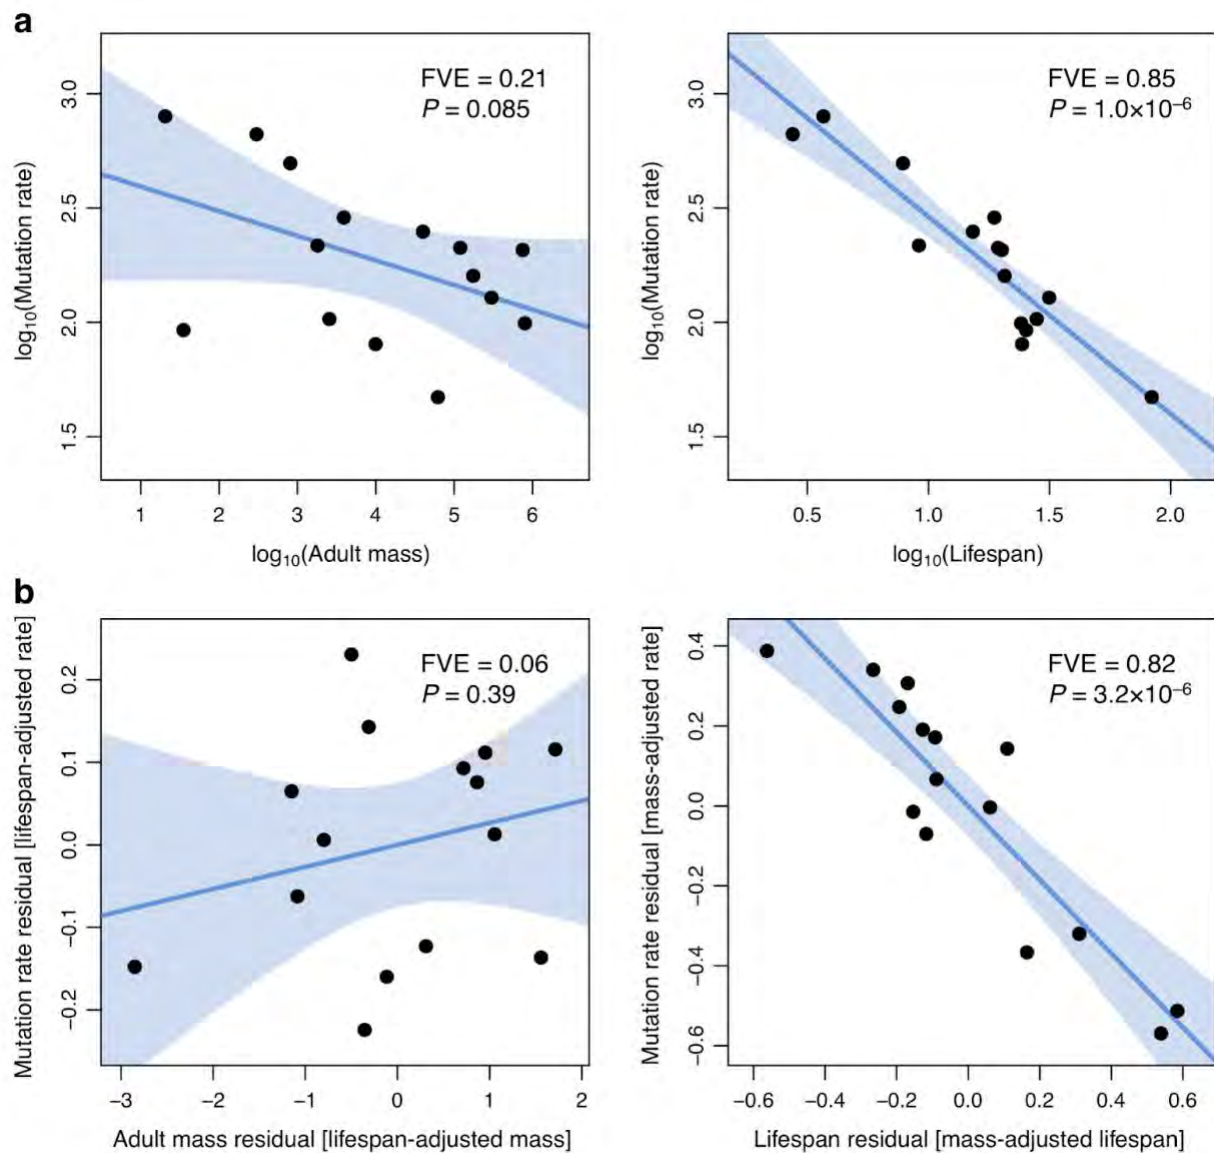 a
FVE = 0.21
P = 0.085
log₁₀(Mutation rate)
3.0
2.5
2.0
1.5
1 2 3 4 5 6
log₁₀(Adult mass)
FVE = 0.85
P = 1.0×10⁻⁶
log₁₀(Mutation rate)
3.0
2.5
2.0
1.5
0.5 1.0 1.5 2.0
log₁₀(Lifespan)
b
FVE = 0.06
P = 0.39
Mutation rate residual [lifespan-adjusted rate]
0.2
0.1
0.0
−0.1
−0.2
−3 −2 −1 0 1 2
Adult mass residual [lifespan-adjusted mass]
FVE = 0.82
P = 3.2×10⁻⁶
Mutation rate residual [mass-adjusted rate]
0.4
0.2
0.0
−0.2
−0.4
−0.6
−0.6 −0.4 −0.2 0.0 0.2 0.4 0.6
Lifespan residual [mass-adjusted lifespan]